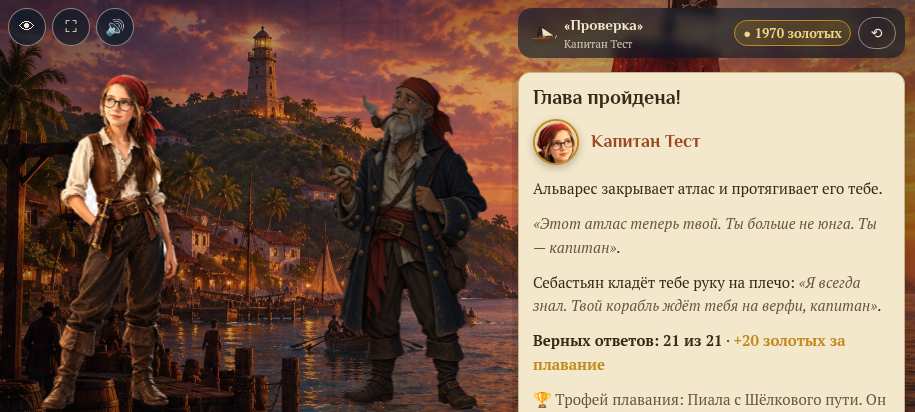 «Проверка»
Капитан Тест
● 1970 золотых
Глава пройдена!
Капитан Тест
Альварес закрывает атлас и протягивает его тебе.
«Этот атлас теперь твой. Ты больше не юнга. Ты
— капитан».
Себастьян кладёт тебе руку на плечо: «Я всегда
знал. Твой корабль ждёт тебя на верфи, капитан».
Верных ответов: 21 из 21 · +20 золотых за
плавание
🏆 Трофей плавания: Пиала с Шёлкового пути. Он